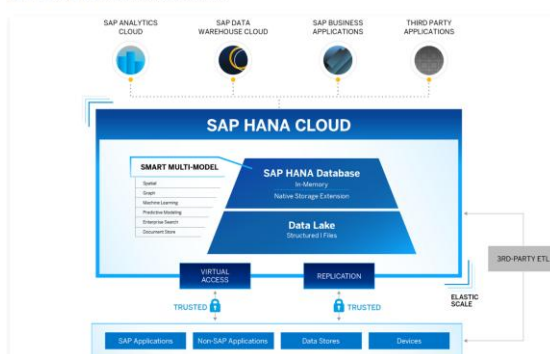 SAP ANALYTICS
CLOUD
SAP DATA
WAREHOUSE CLOUD
SAP BUSINESS
APPLICATIONS
THIRD PARTY
APPLICATIONS
SAP HANA CLOUD
SMART MULTI-MODEL
Spatial
Graph
Machine Learning
Predictive Modeling
Enterprise Search
Document Store
SAP HANA Database
In-Memory
Native Storage Extension
Data Lake
Structured | Files
VIRTUAL
ACCESS
REPLICATION
3RD-PARTY ETL
ELASTIC
SCALE
TRUSTED
TRUSTED
SAP Applications
Non-SAP Applications
Data Stores
Devices